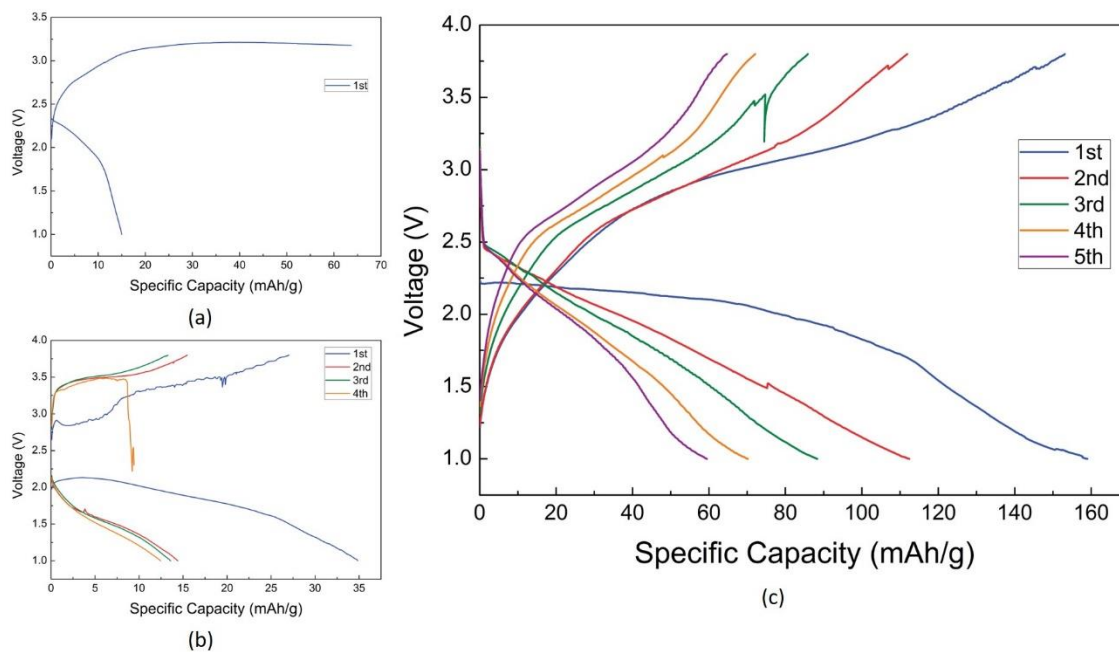 3.5
3.0
2.5
2.0
1.5
1.0
Voltage (V)
1st
0 10 20 30 40 50 60 70
Specific Capacity (mAh/g)
(a)
4.0
3.5
3.0
2.5
2.0
1.5
1.0
Voltage (V)
1st
2nd
3rd
4th
0 5 10 15 20 25 30 35
Specific Capacity (mAh/g)
(b)
4.0
3.5
3.0
2.5
2.0
1.5
1.0
Voltage (V)
1st
2nd
3rd
4th
5th
0 20 40 60 80 100 120 140 160
Specific Capacity (mAh/g)
(c)